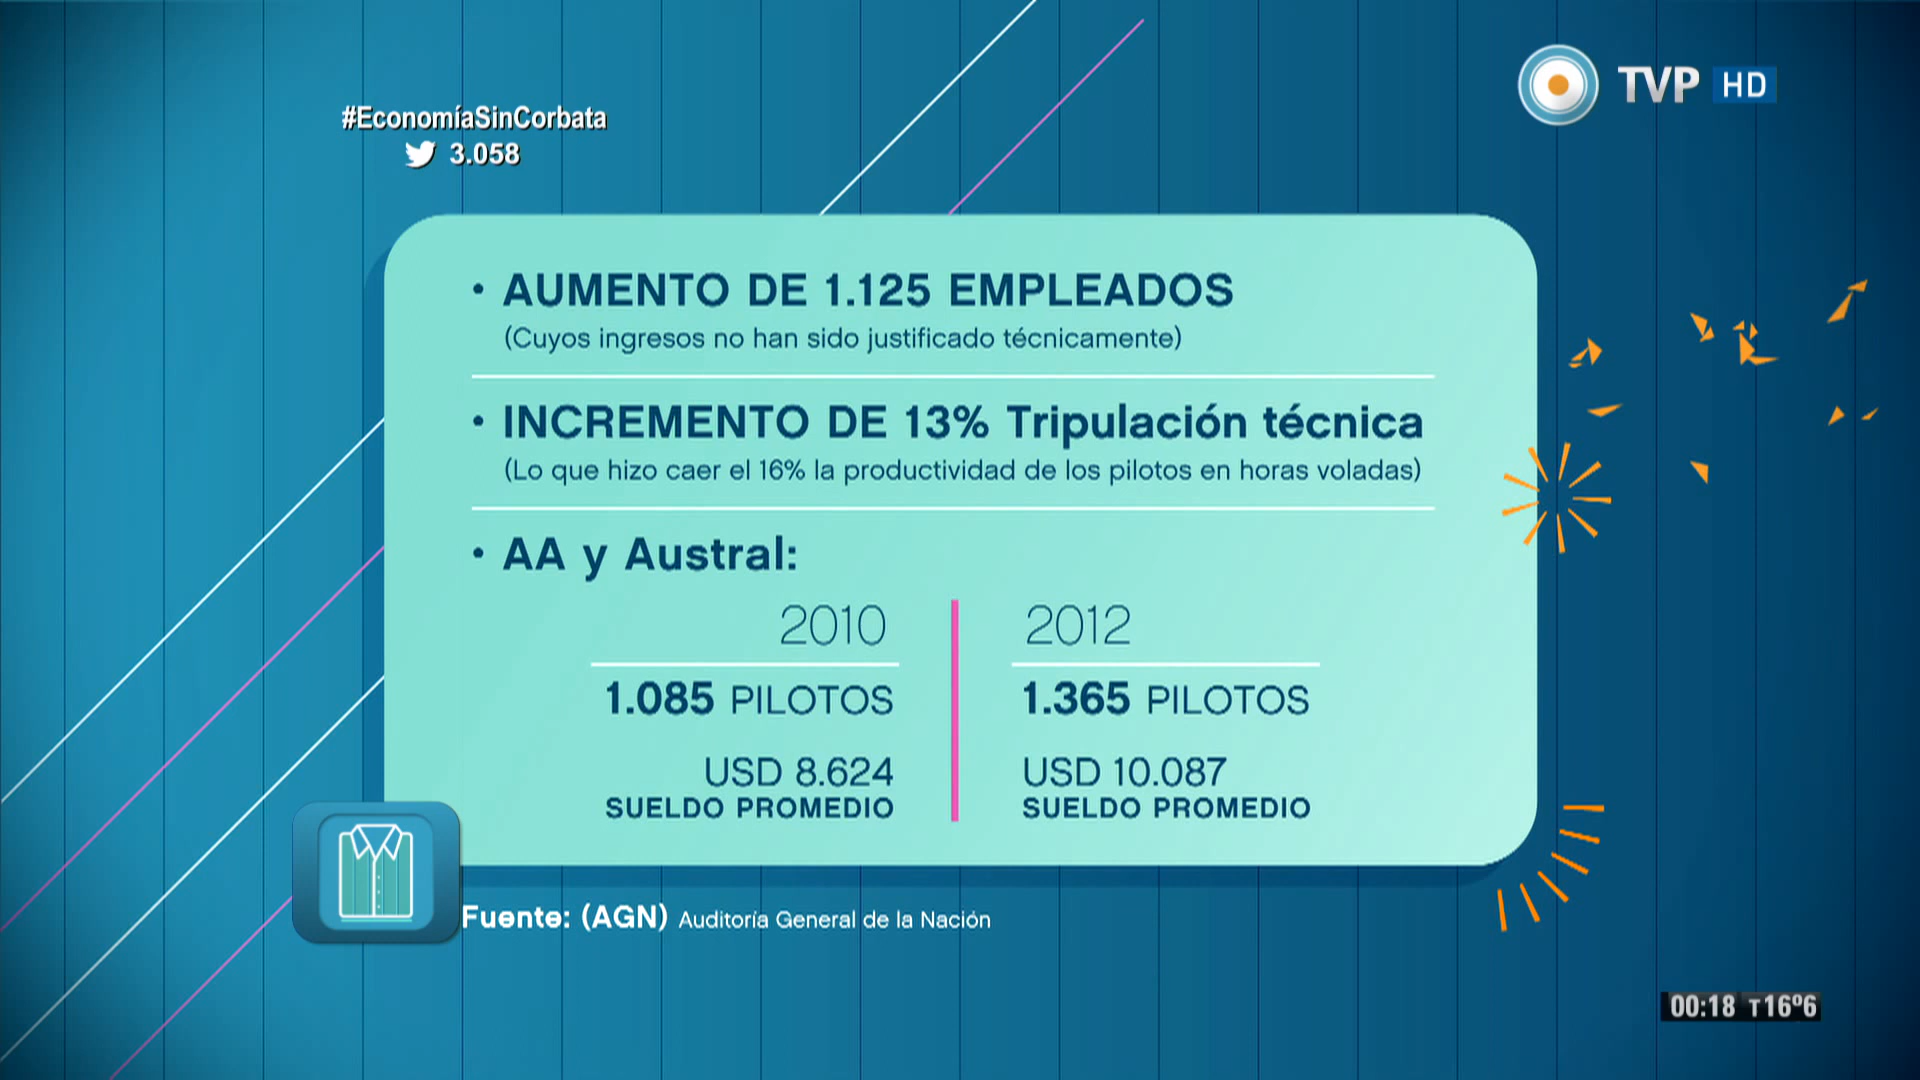 #EconomíaSinCorbata
3.058
TVP HD
• AUMENTO DE 1.125 EMPLEADOS
(Cuyos ingresos no han sido justificado técnicamente)
• INCREMENTO DE 13% Tripulación técnica
(Lo que hizo caer el 16% la productividad de los pilotos en horas voladas)
• AA y Austral:
2010
1.085 PILOTOS
USD 8.624
SUELDO PROMEDIO
2012
1.365 PILOTOS
USD 10.087
SUELDO PROMEDIO
Fuente: (AGN) Auditoría General de la Nación
00:18 T16º6